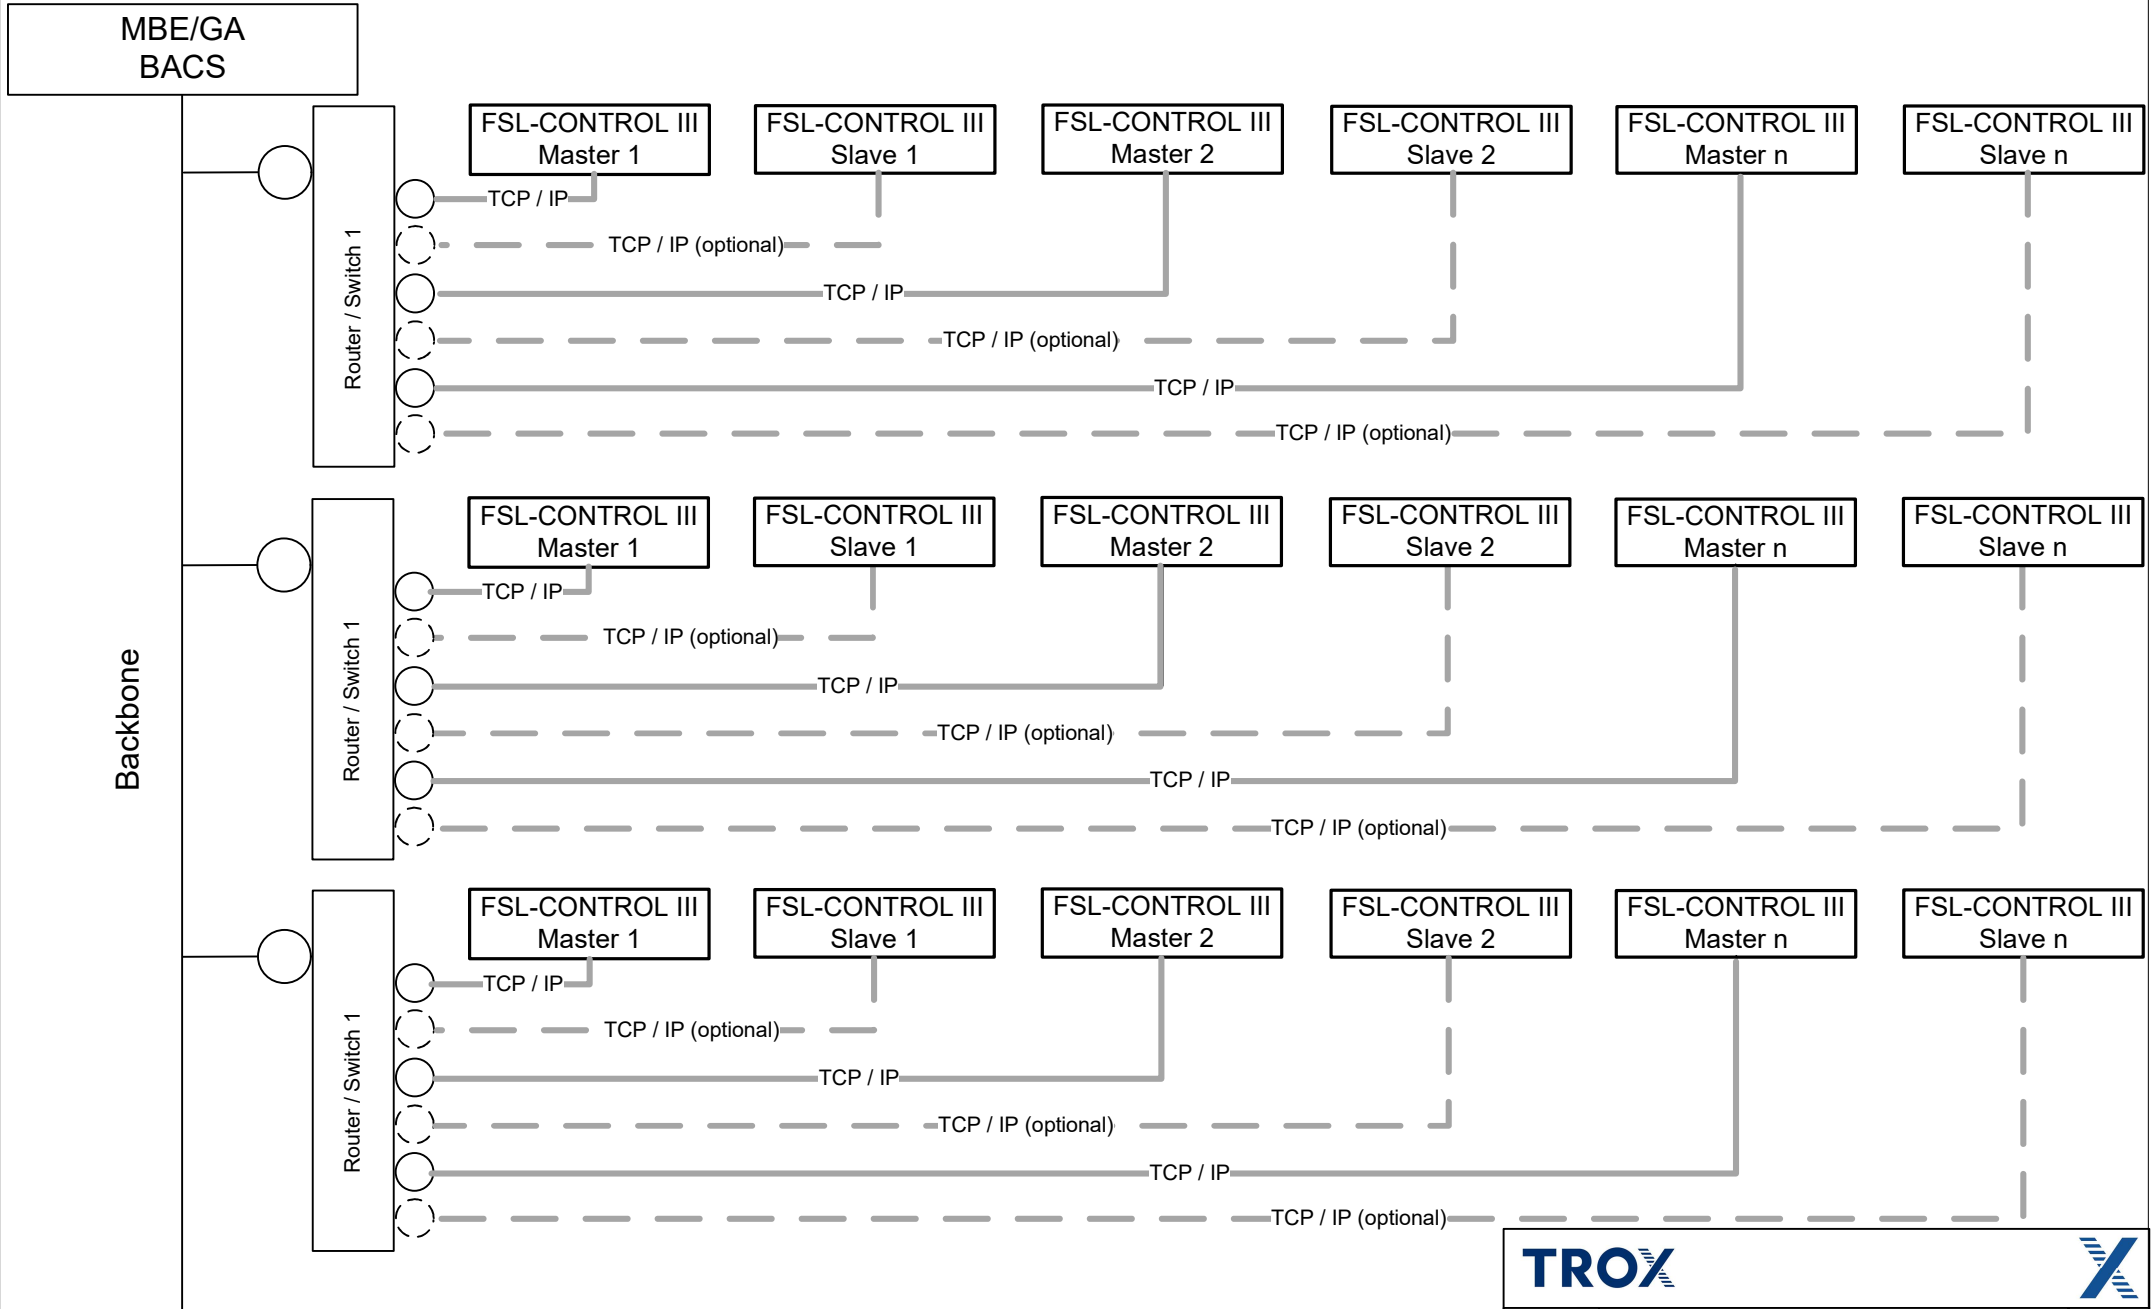 MBE/GA
BACS
FSL-CONTROL III
Master 1
FSL-CONTROL III
Slave 1
FSL-CONTROL III
Master 2
FSL-CONTROL III
Slave 2
FSL-CONTROL III
Master n
FSL-CONTROL III
Slave n
Router / Switch 1
TCP / IP
TCP / IP (optional)
TCP / IP
TCP / IP (optional)
TCP / IP
TCP / IP (optional)
Backbone
FSL-CONTROL III
Master 1
FSL-CONTROL III
Slave 1
FSL-CONTROL III
Master 2
FSL-CONTROL III
Slave 2
FSL-CONTROL III
Master n
FSL-CONTROL III
Slave n
Router / Switch 1
TCP / IP
TCP / IP (optional)
TCP / IP
TCP / IP (optional)
TCP / IP
TCP / IP (optional)
FSL-CONTROL III
Master 1
FSL-CONTROL III
Slave 1
FSL-CONTROL III
Master 2
FSL-CONTROL III
Slave 2
FSL-CONTROL III
Master n
FSL-CONTROL III
Slave n
Router / Switch 1
TCP / IP
TCP / IP (optional)
TCP / IP
TCP / IP (optional)
TCP / IP
TCP / IP (optional)
TROX